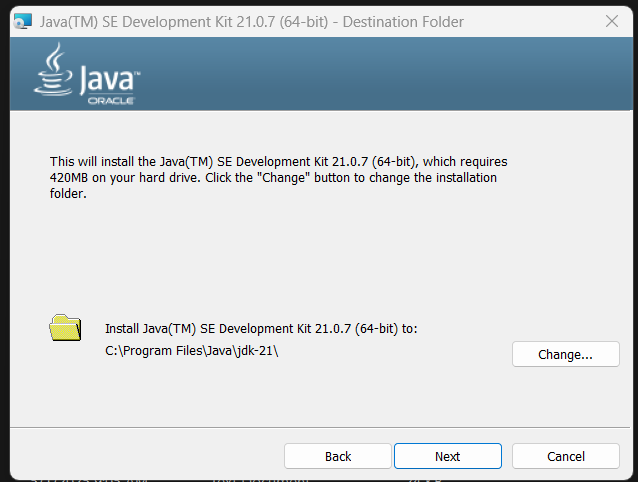 Java(TM) SE Development Kit 21.0.7 (64-bit) - Destination Folder
Java™
ORACLE
This will install the Java(TM) SE Development Kit 21.0.7 (64-bit), which requires
420MB on your hard drive. Click the "Change" button to change the installation
folder.
Install Java(TM) SE Development Kit 21.0.7 (64-bit) to:
C:\Program Files\Java\jdk-21\
Change...
Back
Next
Cancel